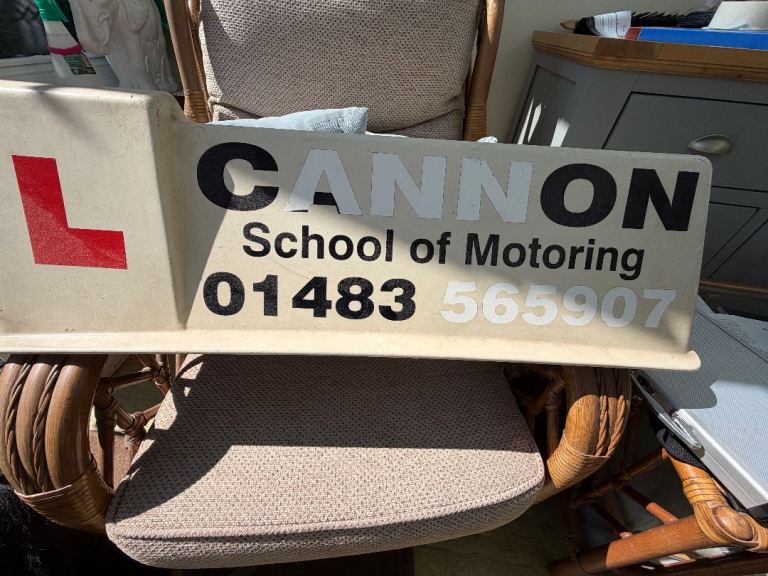 L
CANNON
School of Motoring
01483 565907